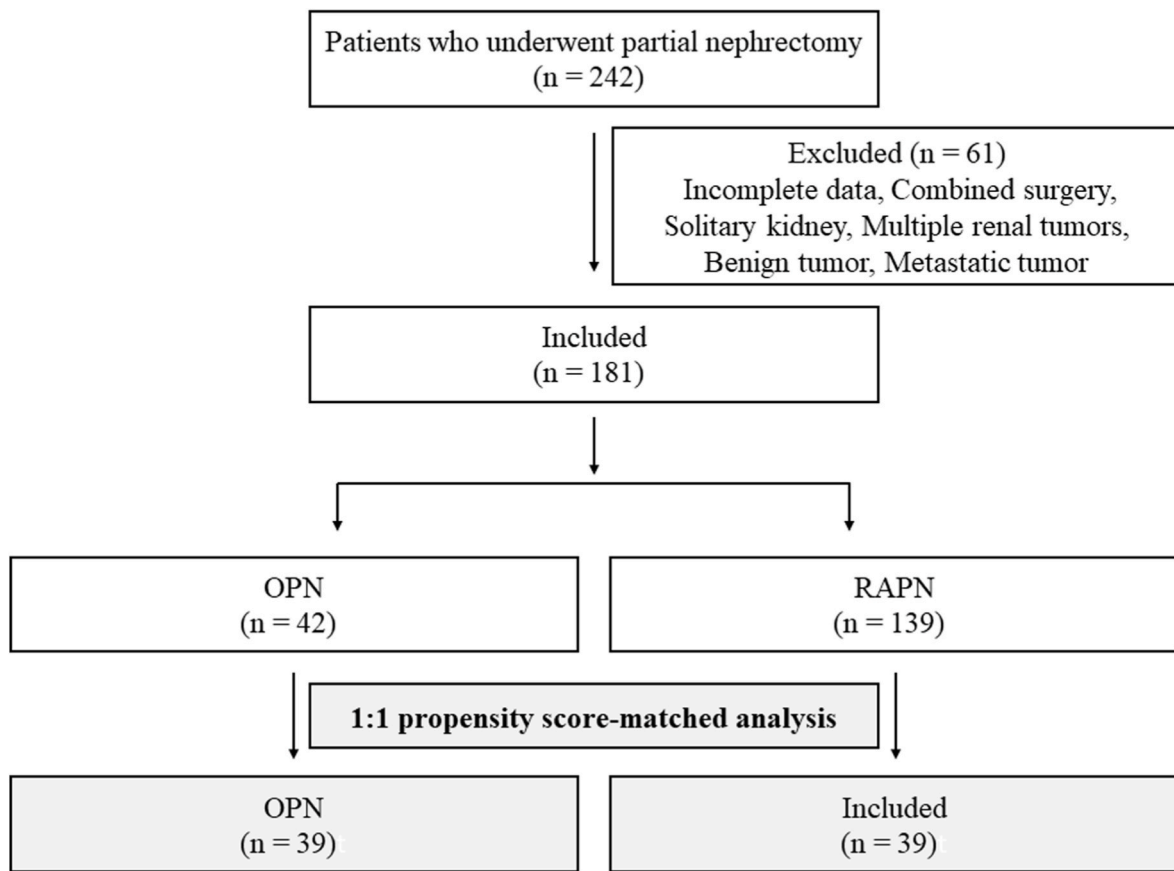 Patients who underwent partial nephrectomy
(n = 242)
Excluded (n = 61)
Incomplete data, Combined surgery,
Solitary kidney, Multiple renal tumors,
Benign tumor, Metastatic tumor
Included
(n = 181)
OPN
(n = 42)
RAPN
(n = 139)
1:1 propensity score-matched analysis
OPN
(n = 39)t
Included
(n = 39)t